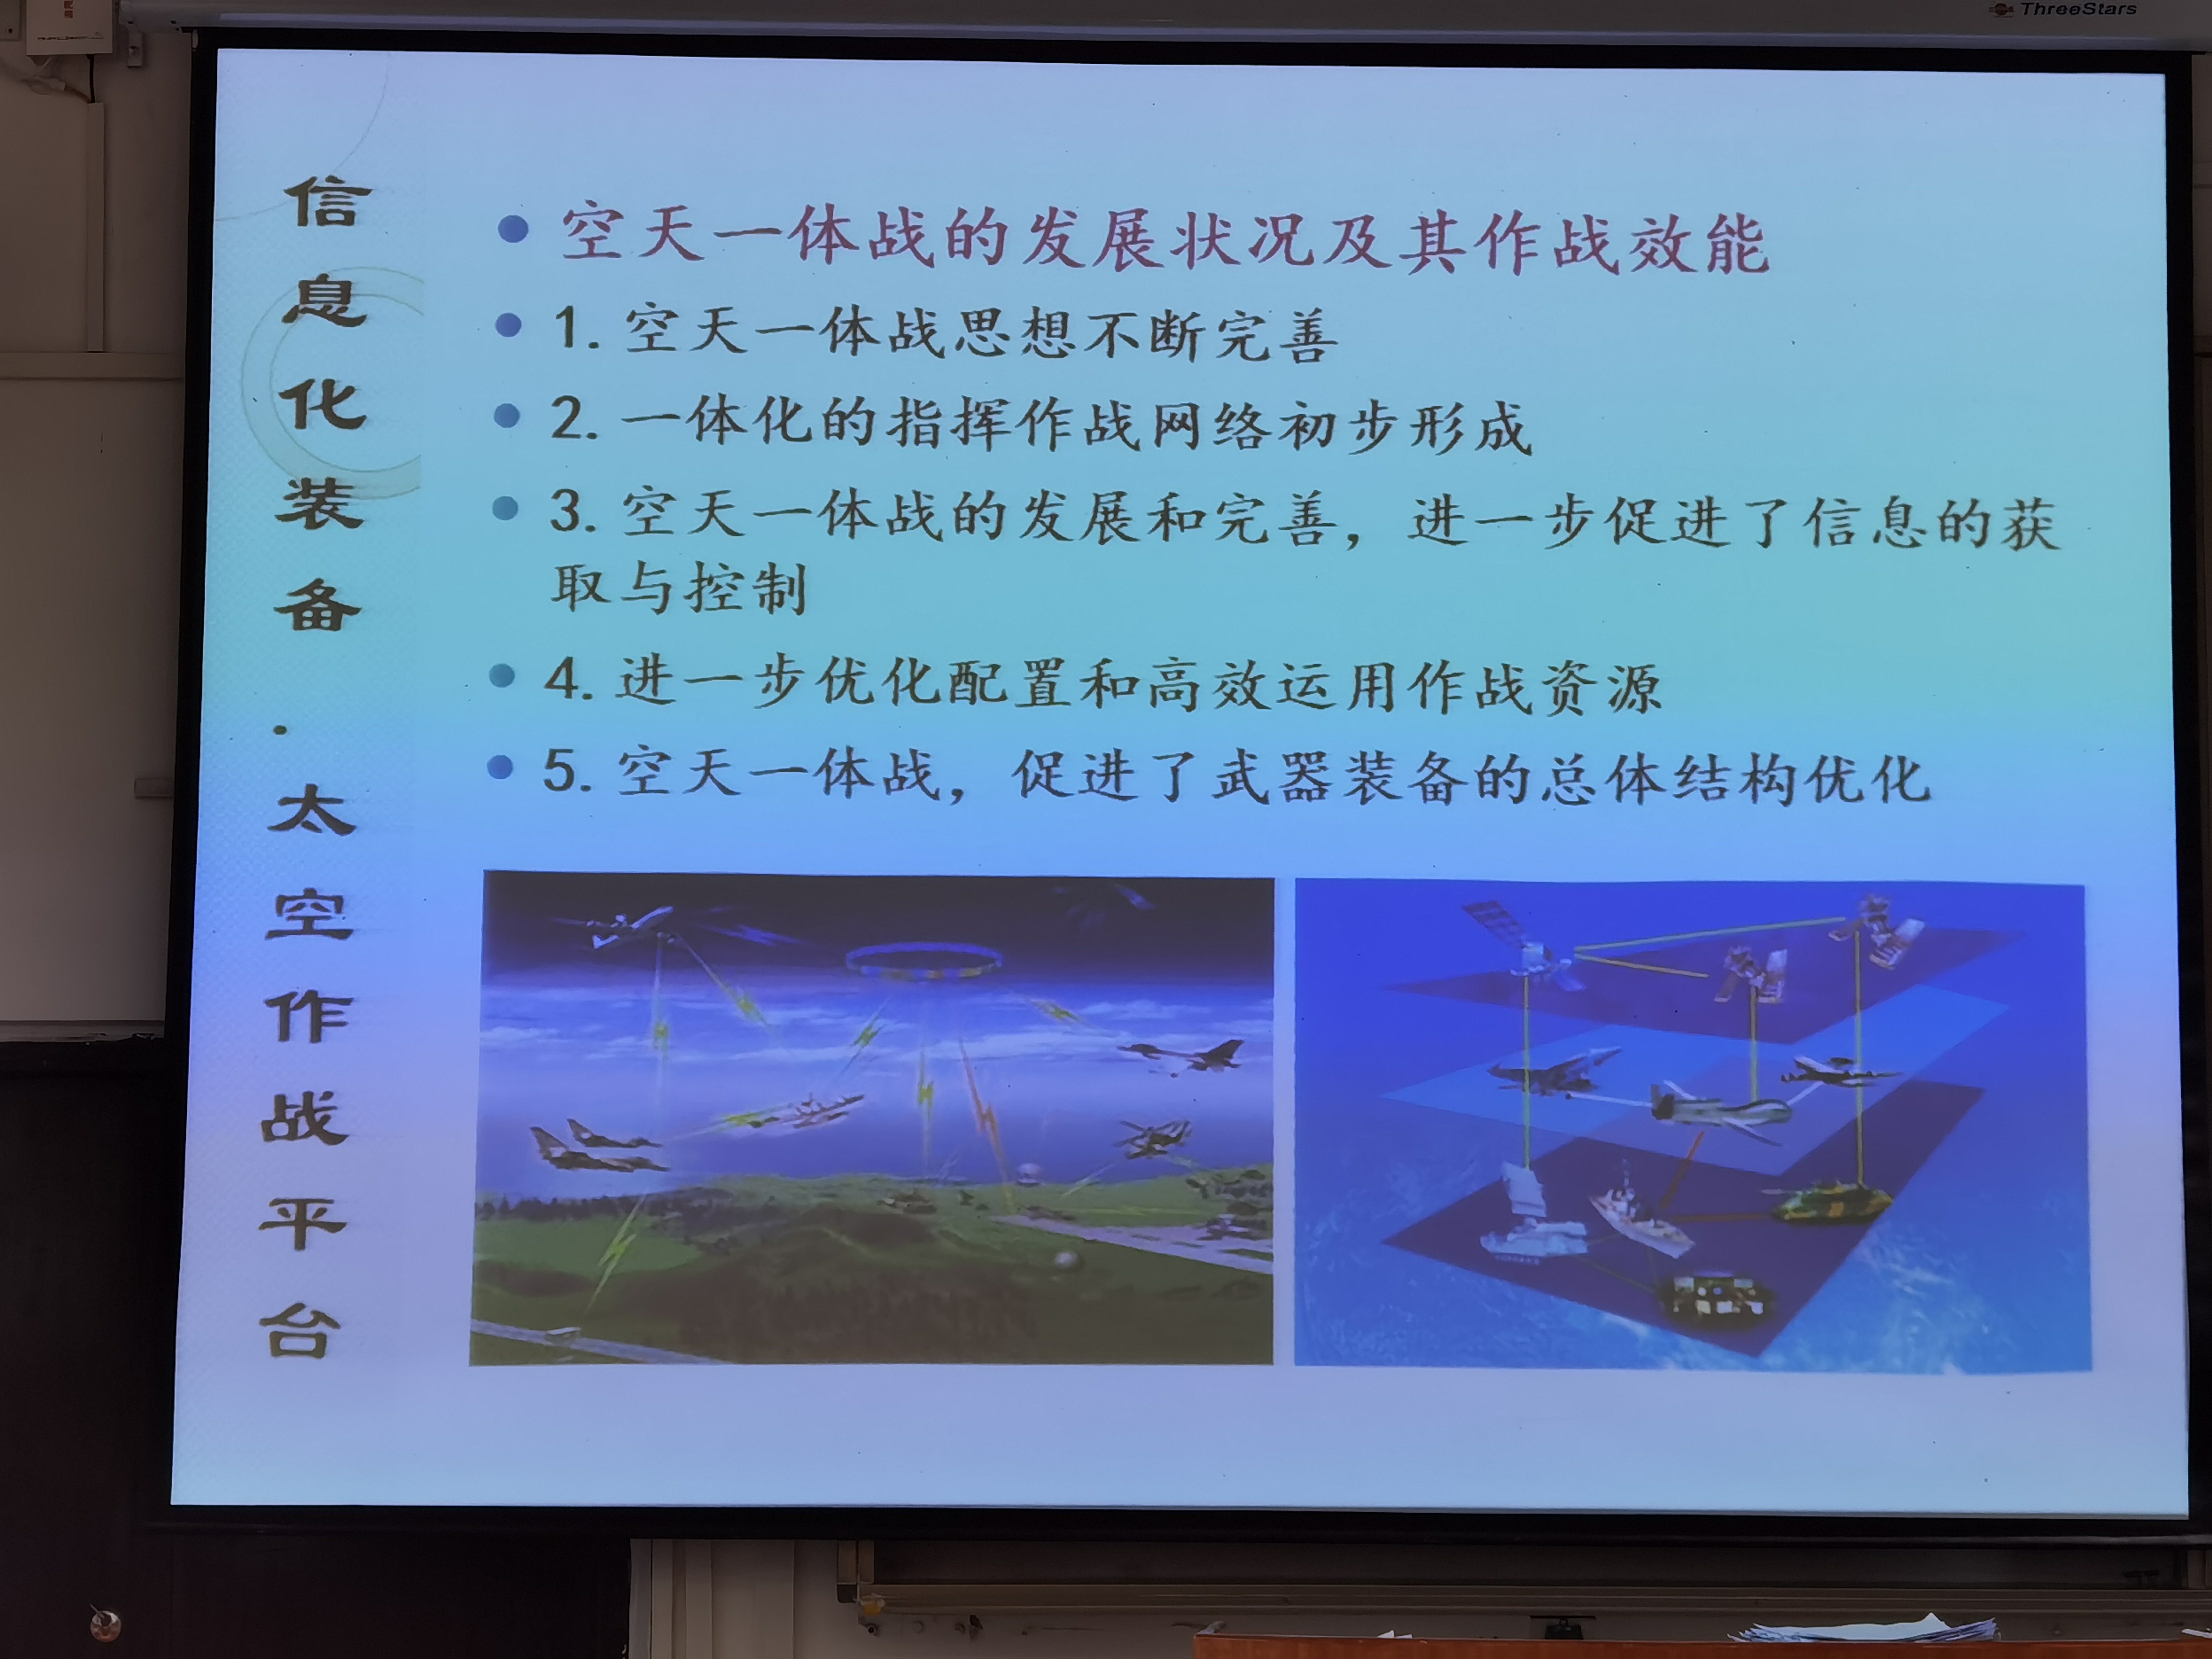 ThreeStars
信息化装备·太空作战平台
空天一体战的发展状况及其作战效能
1. 空天一体战思想不断完善
2. 一体化的指挥作战网络初步形成
3. 空天一体战的发展和完善，进一步促进了信息的获
取与控制
4. 进一步优化配置和高效运用作战资源
5. 空天一体战，促进了武器装备的总体结构优化